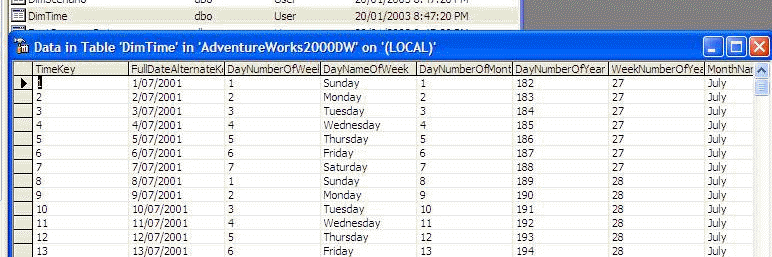 DimScenario dbo User 20/01/2003 8:47:20 PM
DimTime dbo User 20/01/2003 8:47:20 PM
Data in Table 'DimTime' in 'AdventureWorks2000DW' on '(LOCAL)'
TimeKey FullDateAlternateKe DayNumberOfWeel DayNameOfWeek DayNumberOfMont DayNumberOfYear WeekNumberOfYea MonthNar
1 1/07/2001 1 Sunday 1 182 27 July
2 2/07/2001 2 Monday 2 183 27 July
3 3/07/2001 3 Tuesday 3 184 27 July
4 4/07/2001 4 Wednesday 4 185 27 July
5 5/07/2001 5 Thursday 5 186 27 July
6 6/07/2001 6 Friday 6 187 27 July
7 7/07/2001 7 Saturday 7 188 27 July
8 8/07/2001 1 Sunday 8 189 28 July
9 9/07/2001 2 Monday 9 190 28 July
10 10/07/2001 3 Tuesday 10 191 28 July
11 11/07/2001 4 Wednesday 11 192 28 July
12 12/07/2001 5 Thursday 12 193 28 July
13 13/07/2001 6 Friday 13 194 28 July